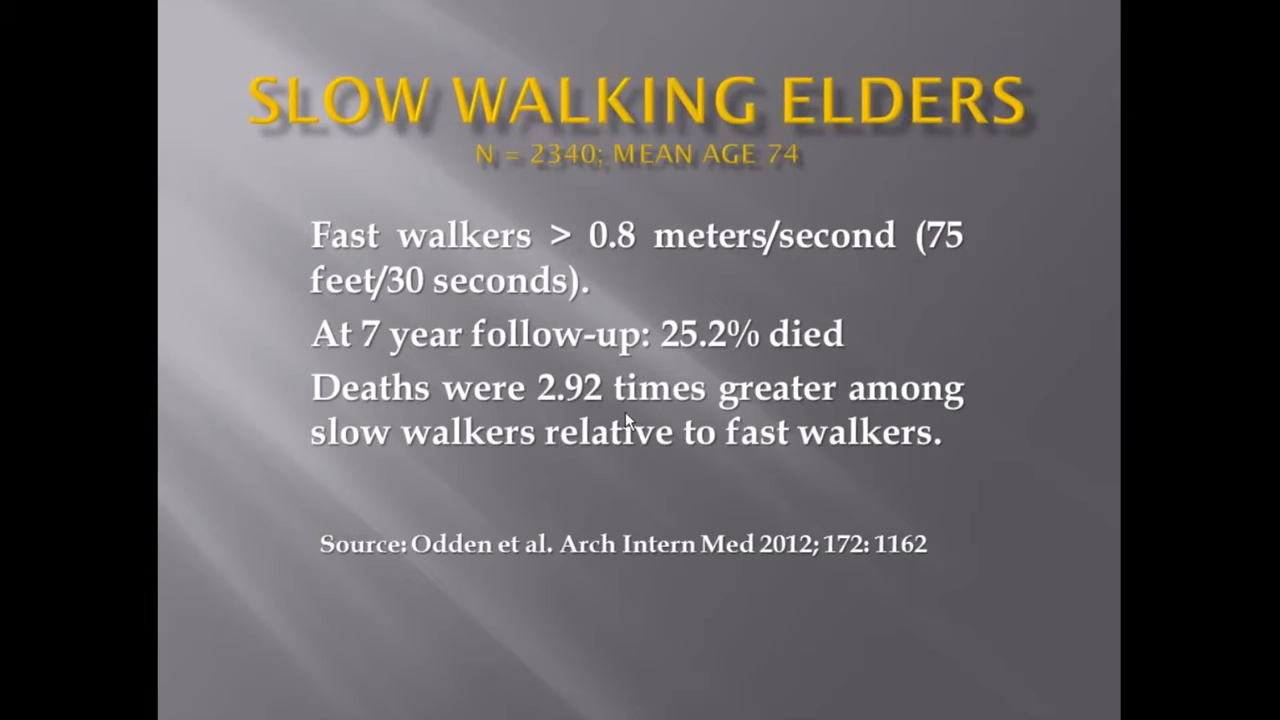 SLOW WALKING ELDERS
N = 2340; MEAN AGE 74
Fast walkers > 0.8 meters/second (75
feet/30 seconds).
At 7 year follow-up: 25.2% died
Deaths were 2.92 times greater among
slow walkers relative to fast walkers.
Source: Odden et al. Arch Intern Med 2012; 172: 1162